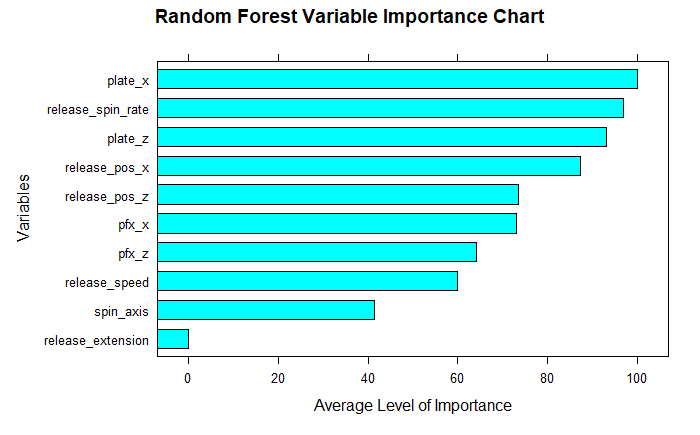 Random Forest Variable Importance Chart
plate_x
release_spin_rate
plate_z
release_pos_x
release_pos_z
pfx_x
pfx_z
release_speed
spin_axis
release_extension
Variables
0 20 40 60 80 100
Average Level of Importance